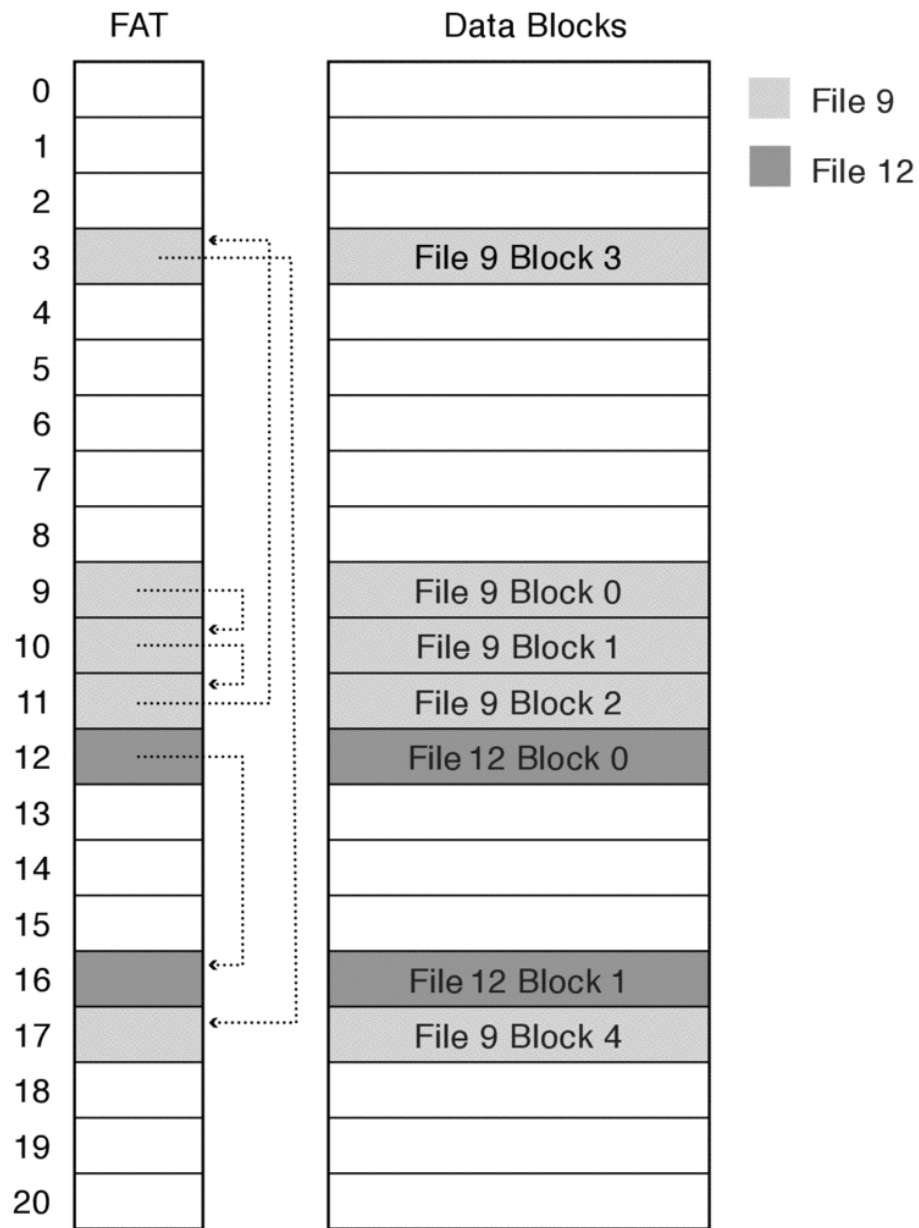 FAT Data Blocks
File 9
File 12
0
1
2
3 File 9 Block 3
4
5
6
7
8
9 File 9 Block 0
10 File 9 Block 1
11 File 9 Block 2
12 File 12 Block 0
13
14
15
16 File 12 Block 1
17 File 9 Block 4
18
19
20